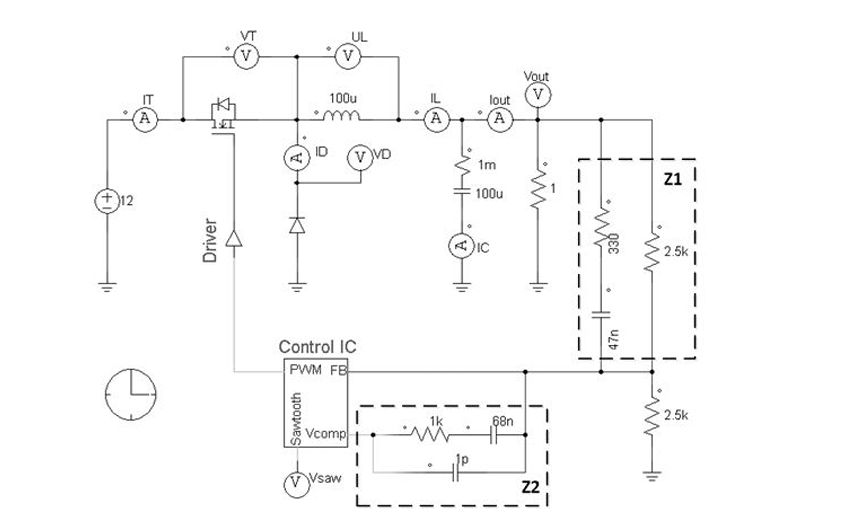 VT
UL
IT
100u
IL
Iout
Vout
A
V
V
A
A
V
ID
A
V
VD
1m
100u
1
Z1
12
330
2.5k
Driver
A
IC
47n
Control IC
PWM FB
Sawtooth
Vcomp
1k
68n
1p
2.5k
V
Vsaw
Z2